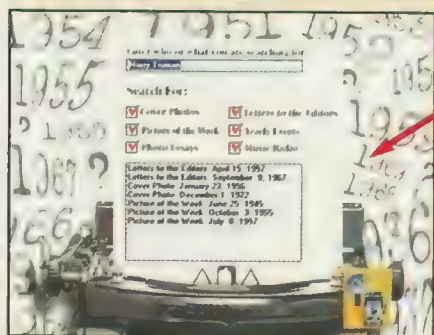 1954 1951 195
Enter who or what you are searching for
Harry Truman
1955
Search For:
Cover Photos Letters to the Editors
Picture of the Week Yearly Events
Photo Essays
1967 ?
Letters to the Editors April 15 1957
Letters to the Editors September 8, 1967
Cover Photo January 23 1956
Cover Photo December 1 1972
Picture of the Week June 25 1945
Picture of the Week October 3 1955
Picture of the Week July 8 1957